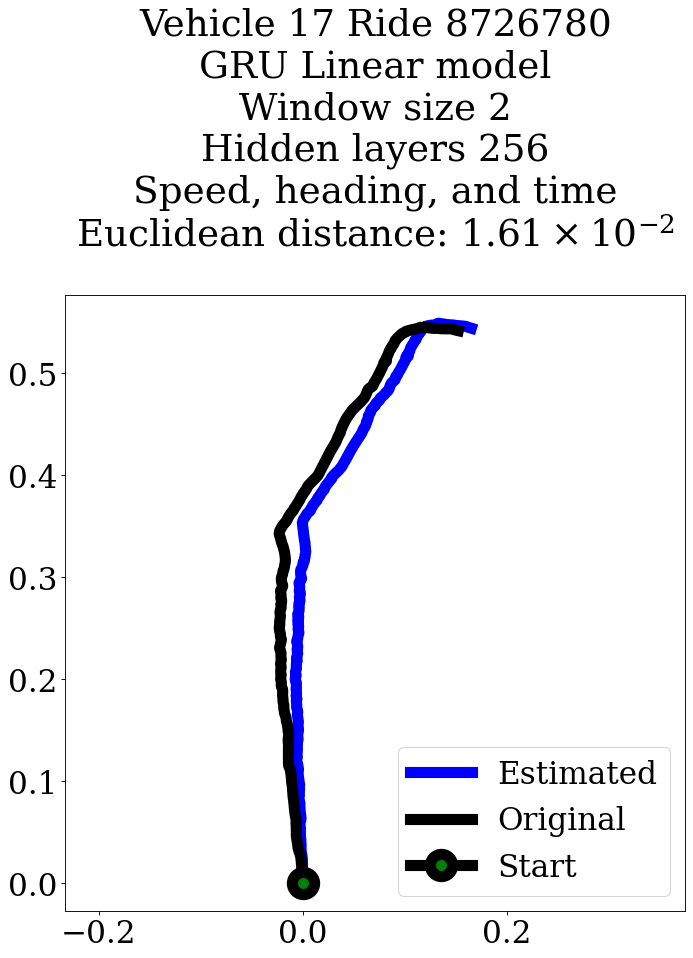 Vehicle 17 Ride 8726780
GRU Linear model
Window size 2
Hidden layers 256
Speed, heading, and time
Euclidean distance: 1.61 × 10⁻²
0.5
0.4
0.3
0.2
0.1
0.0
Estimated
Original
Start
−0.2 0.0 0.2